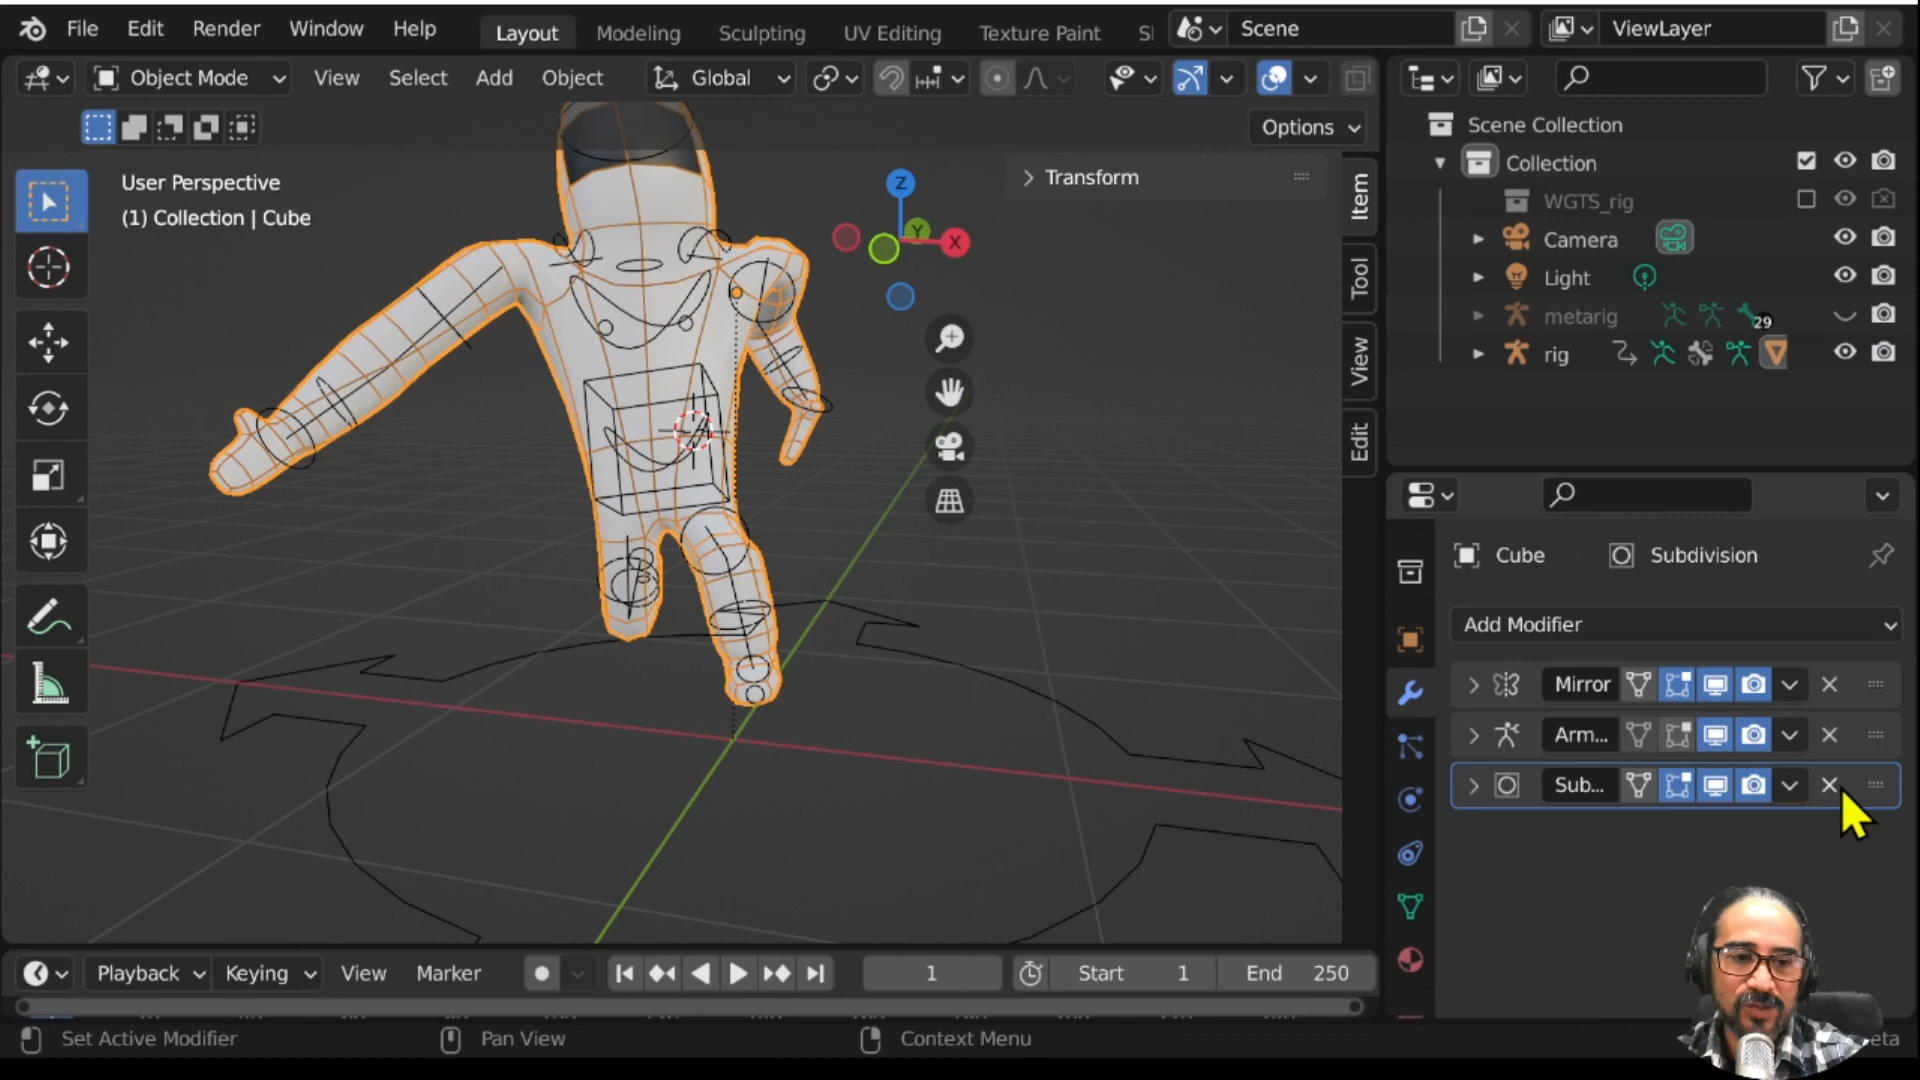 File Edit Render Window Help Layout Modeling Sculpting UV Editing Texture Paint Scene ViewLayer
Object Mode View Select Add Object Global
Options
User Perspective
(1) Collection | Cube
Transform
Z
Y
X
Item
Tool
View
Edit
Scene Collection
Collection
WGTS_rig
Camera
Light
metarig 29
rig
Cube Subdivision
Add Modifier
Mirror
Arm...
Sub...
Playback Keying View Marker 1 Start 1 End 250
Set Active Modifier Pan View Context Menu